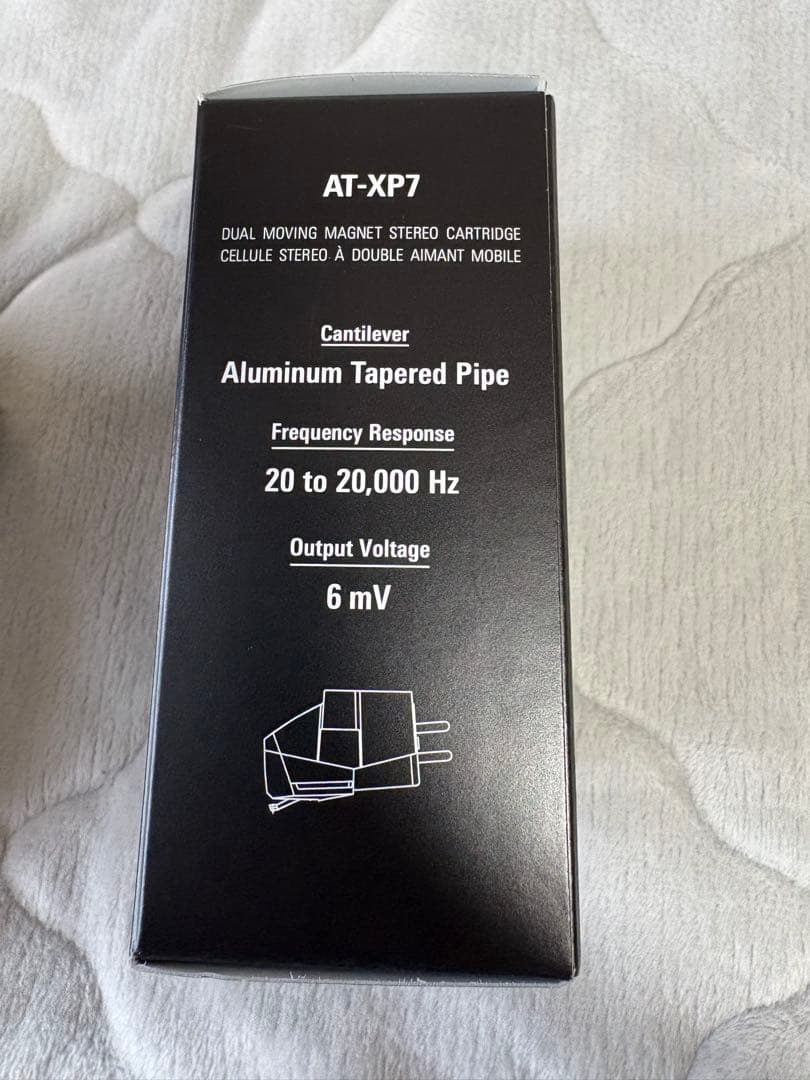 AT-XP7
DUAL MOVING MAGNET STEREO CARTRIDGE
CELLULE STEREO À DOUBLE AIMANT MOBILE
Cantilever
Aluminum Tapered Pipe
Frequency Response
20 to 20,000 Hz
Output Voltage
6 mV